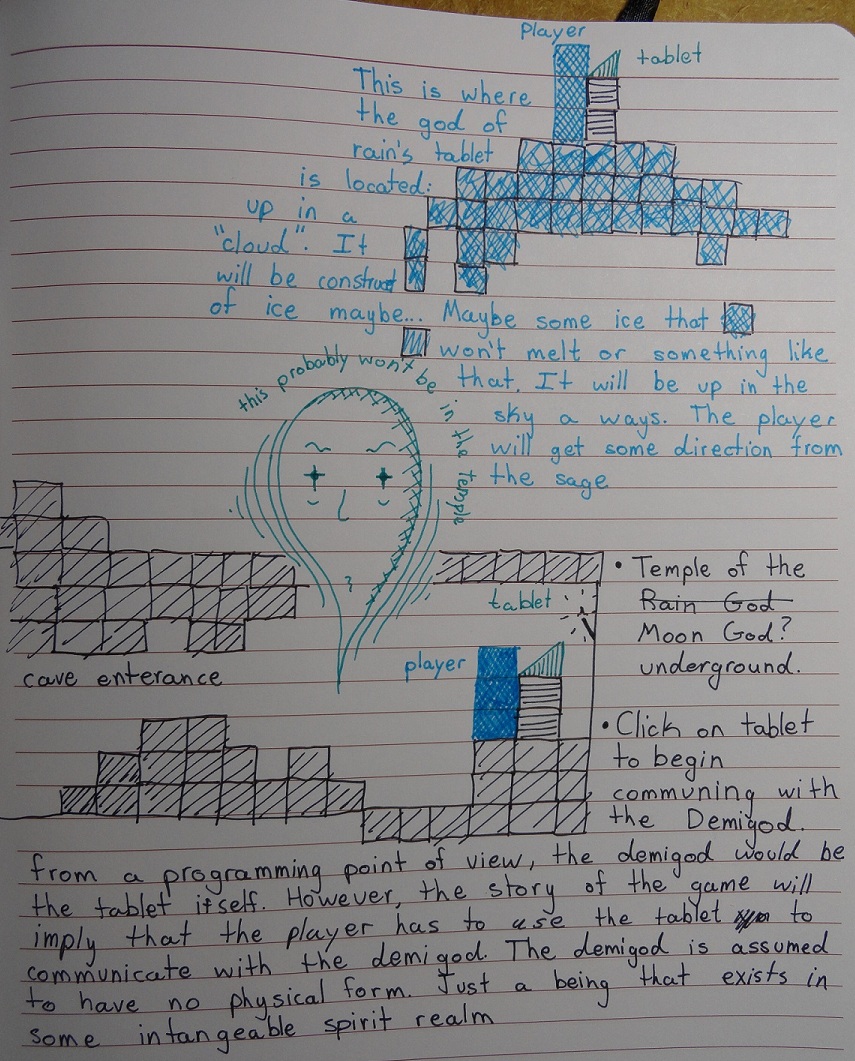 player
tablet
This is where
the god of
rain's tablet
is located:
up in a
"cloud". It
will be construct
of ice maybe... Maybe some ice that
won't melt or something like
that. It will be up in the
sky a ways. The player
will get some direction from
the sage
this probably won't be in the temple
?
cave enterance
tablet
player
• Temple of the
Rain God
Moon God?
underground.
• Click on tablet
to begin
communing with
the Demigod.
from a programming point of view, the demigod would be
the tablet itself. However, the story of the game will
imply that the player has to use the tablet to
communicate with the demigod. The demigod is assumed
to have no physical form. Just a being that exists in
some intangeable spirit realm